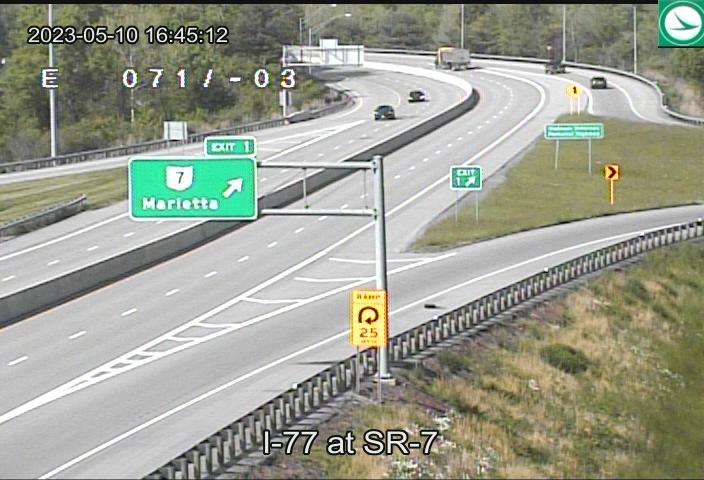 2023-05-10 16:45:12
E 071/-03
EXIT 1
7
Marietta
EXIT
1
RAMP
25
I-77 at SR-7